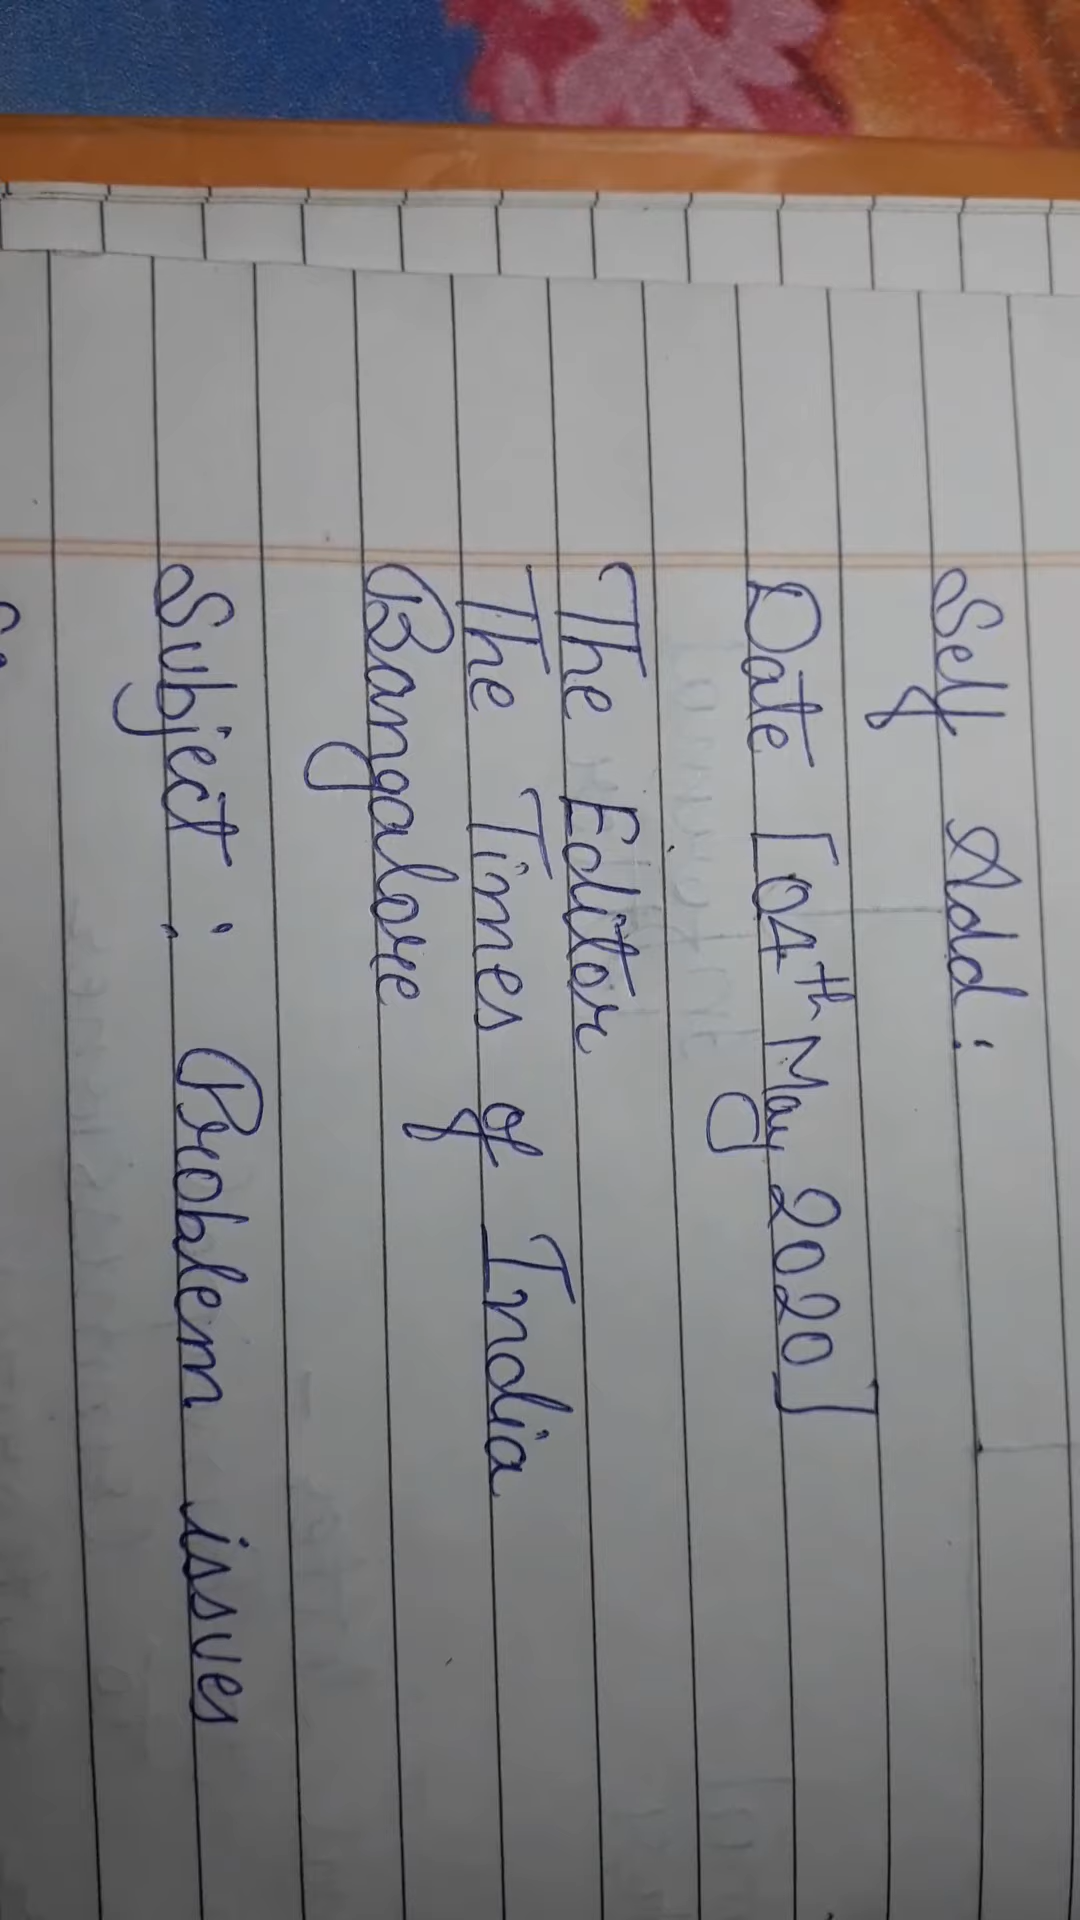 Self Add:
Date [04th May 2020]
The Editor
The Times of India
Bangalore
Subject : Problem issues